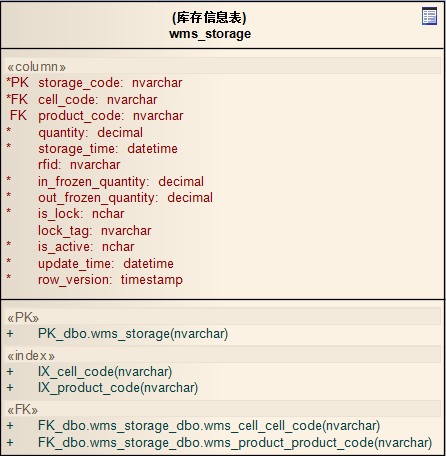 (库存信息表)
wms_storage
«column»
*PK storage_code: nvarchar
*FK cell_code: nvarchar
FK product_code: nvarchar
* quantity: decimal
* storage_time: datetime
rfid: nvarchar
* in_frozen_quantity: decimal
* out_frozen_quantity: decimal
* is_lock: nchar
lock_tag: nvarchar
* is_active: nchar
* update_time: datetime
* row_version: timestamp
«PK»
+ PK_dbo.wms_storage(nvarchar)
«index»
+ IX_cell_code(nvarchar)
+ IX_product_code(nvarchar)
«FK»
+ FK_dbo.wms_storage_dbo.wms_cell_cell_code(nvarchar)
+ FK_dbo.wms_storage_dbo.wms_product_product_code(nvarchar)